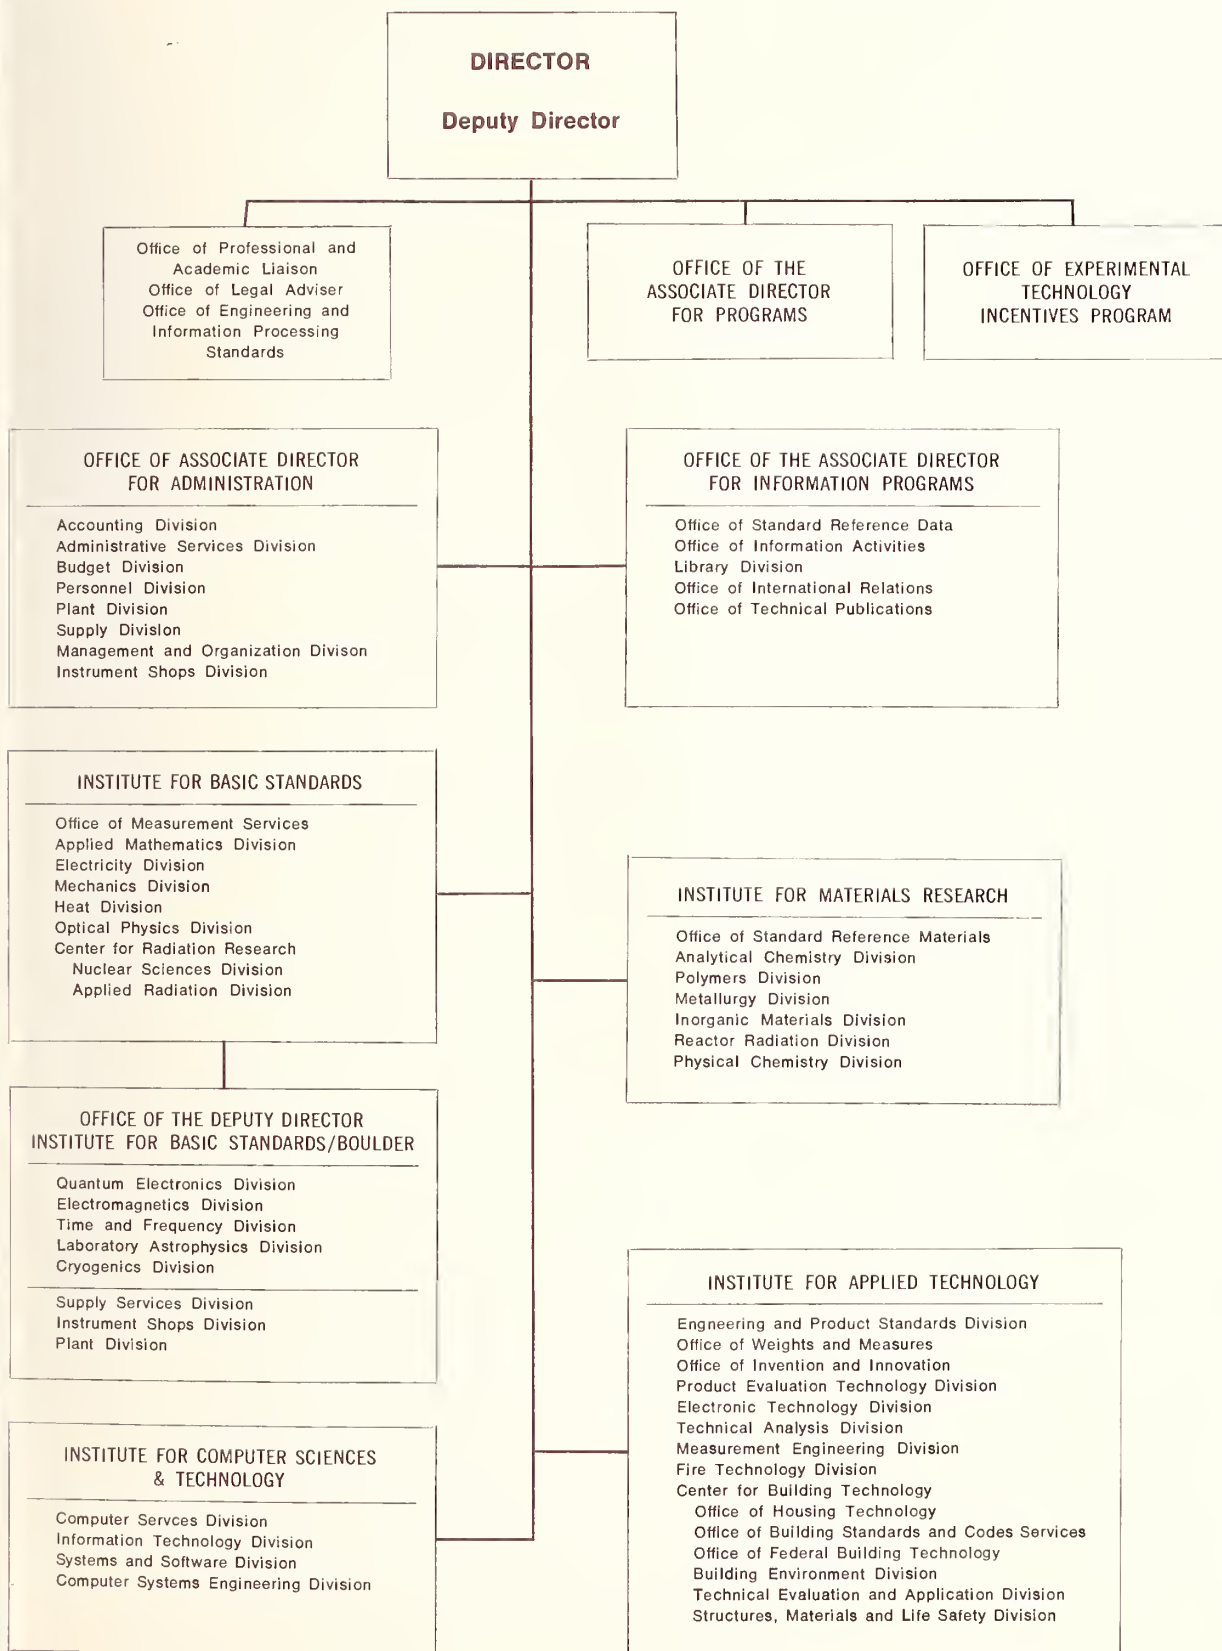 DIRECTOR
Deputy Director
Office of Professional and
Academic Liaison
Office of Legal Adviser
Office of Engineering and
Information Processing
Standards
OFFICE OF THE
ASSOCIATE DIRECTOR
FOR PROGRAMS
OFFICE OF EXPERIMENTAL
TECHNOLOGY
INCENTIVES PROGRAM
OFFICE OF ASSOCIATE DIRECTOR
FOR ADMINISTRATION
Accounting Division
Administrative Services Division
Budget Division
Personnel Division
Plant Division
Supply Division
Management and Organization Divison
Instrument Shops Division
OFFICE OF THE ASSOCIATE DIRECTOR
FOR INFORMATION PROGRAMS
Office of Standard Reference Data
Office of Information Activities
Library Division
Office of International Relations
Office of Technical Publications
INSTITUTE FOR BASIC STANDARDS
Office of Measurement Services
Applied Mathematics Division
Electricity Division
Mechanics Division
Heat Division
Optical Physics Division
Center for Radiation Research
Nuclear Sciences Division
Applied Radiation Division
INSTITUTE FOR MATERIALS RESEARCH
Office of Standard Reference Materials
Analytical Chemistry Division
Polymers Division
Metallurgy Division
Inorganic Materials Division
Reactor Radiation Division
Physical Chemistry Division
OFFICE OF THE DEPUTY DIRECTOR
INSTITUTE FOR BASIC STANDARDS/BOULDER
Quantum Electronics Division
Electromagnetics Division
Time and Frequency Division
Laboratory Astrophysics Division
Cryogenics Division
Supply Services Division
Instrument Shops Division
Plant Division
INSTITUTE FOR APPLIED TECHNOLOGY
Engneering and Product Standards Division
Office of Weights and Measures
Office of Invention and Innovation
Product Evaluation Technology Division
Electronic Technology Division
Technical Analysis Division
Measurement Engineering Division
Fire Technology Division
Center for Building Technology
Office of Housing Technology
Office of Building Standards and Codes Services
Office of Federal Building Technology
Building Environment Division
Technical Evaluation and Application Division
Structures, Materials and Life Safety Division
INSTITUTE FOR COMPUTER SCIENCES
& TECHNOLOGY
Computer Servces Division
Information Technology Division
Systems and Software Division
Computer Systems Engineering Division